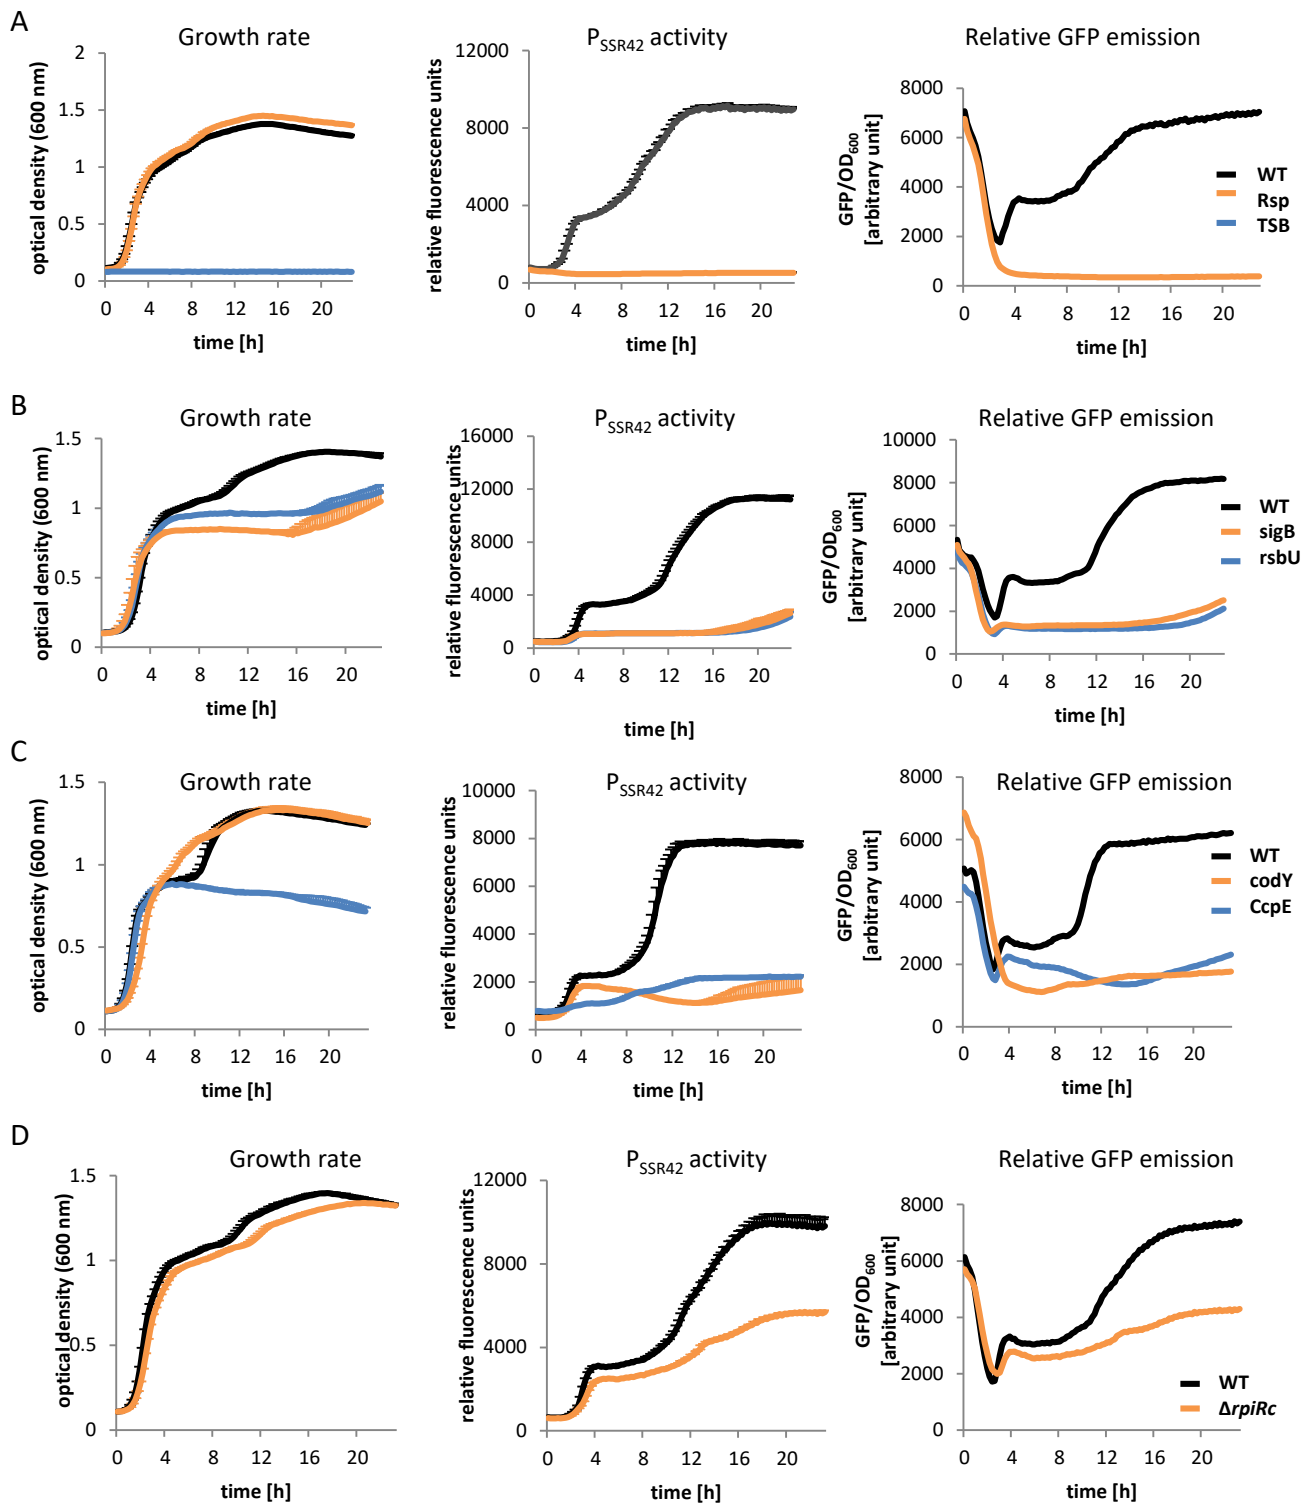 A
Growth rate
optical density (600 nm)
2
1.5
1
0.5
0
0 4 8 12 16 20
time [h]
P_SSR42 activity
relative fluorescence units
12000
8000
4000
0
0 4 8 12 16 20
time [h]
Relative GFP emission
GFP/OD600
[arbitrary unit]
8000
6000
4000
2000
0
0 4 8 12 16 20
time [h]
WT
Rsp
TSB
B
Growth rate
optical density (600 nm)
1.5
1
0.5
0
0 4 8 12 16 20
time [h]
P_SSR42 activity
relative fluorescence units
16000
12000
8000
4000
0
0 4 8 12 16 20
time [h]
Relative GFP emission
GFP/OD600
[arbitrary unit]
10000
8000
6000
4000
2000
0
0 4 8 12 16 20
time [h]
WT
sigB
rsbU
C
Growth rate
optical density (600 nm)
1.5
1
0.5
0
0 4 8 12 16 20
time [h]
P_SSR42 activity
relative fluorescence units
10000
8000
6000
4000
2000
0
0 4 8 12 16 20
time [h]
Relative GFP emission
GFP/OD600
[arbitrary unit]
8000
6000
4000
2000
0
0 4 8 12 16 20
time [h]
WT
codY
CcpE
D
Growth rate
optical density (600 nm)
1.5
1
0.5
0
0 4 8 12 16 20
time [h]
P_SSR42 activity
relative fluorescence units
12000
8000
4000
0
0 4 8 12 16 20
time [h]
Relative GFP emission
GFP/OD600
[arbitrary unit]
8000
6000
4000
2000
0
0 4 8 12 16 20
time [h]
WT
ΔrpiRc